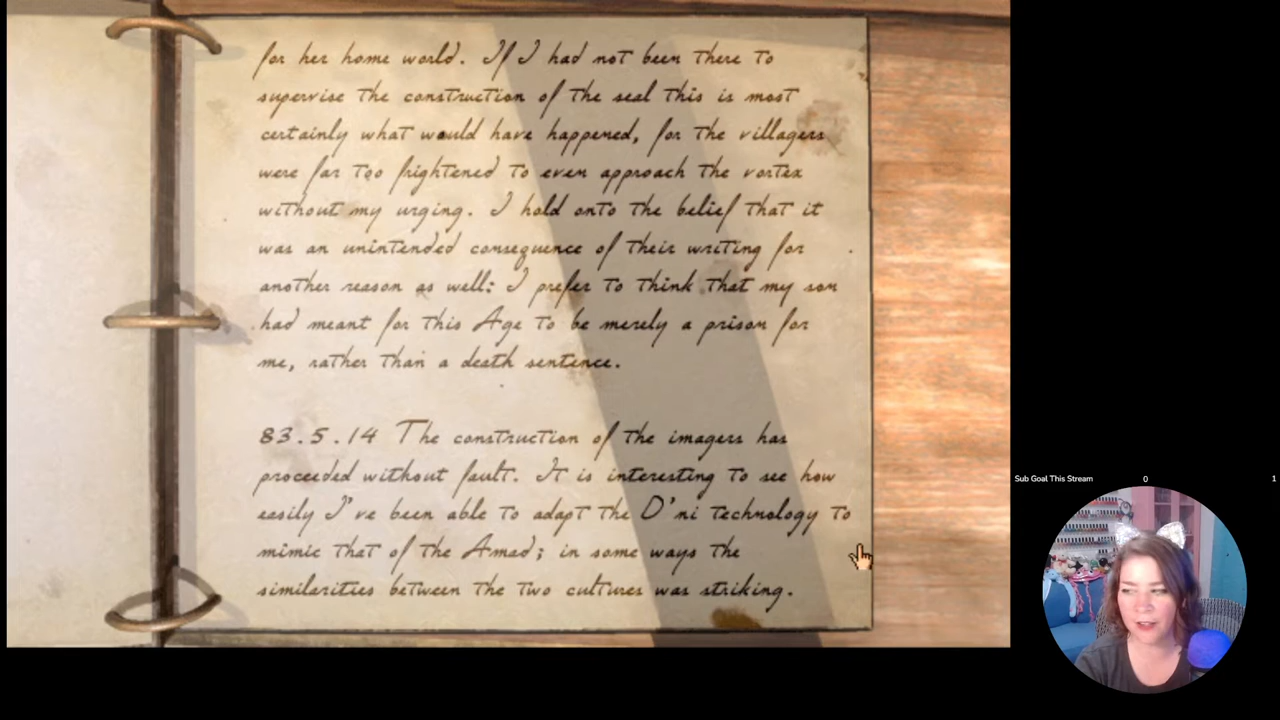 for her home world. If I had not been there to
supervise the construction of the seal this is most
certainly what would have happened, for the villagers
were far too frightened to even approach the vortex
without my urging. I hold onto the belief that it
was an unintended consequence of their writing for
another reason as well: I prefer to think that my son
had meant for this Age to be merely a prison for
me, rather than a death sentence.
83.5.14 The construction of the imagers has
proceeded without fault. It is interesting to see how
easily I've been able to adapt the D'ni technology to
mimic that of the Amad; in some ways the
similarities between the two cultures was striking.
Sub Goal This Stream 0 1